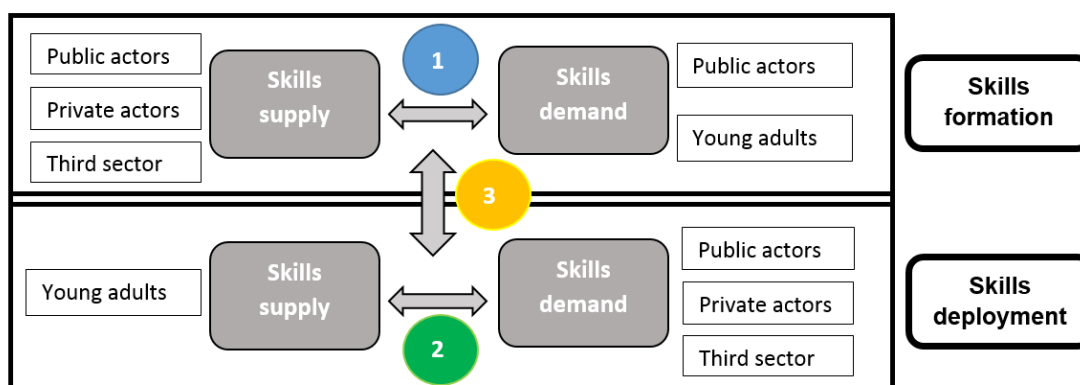 Public actors
Private actors
Third sector
Skills
supply
1
Skills
demand
Public actors
Young adults
Skills
formation
3
Young adults
Skills
supply
2
Skills
demand
Public actors
Private actors
Third sector
Skills
deployment